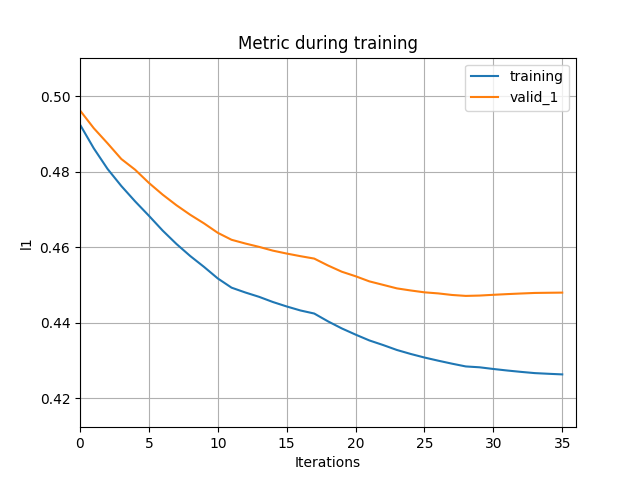 Metric during training
training
valid_1
0.50
0.48
0.46
0.44
0.42
l1
0 5 10 15 20 25 30 35
Iterations